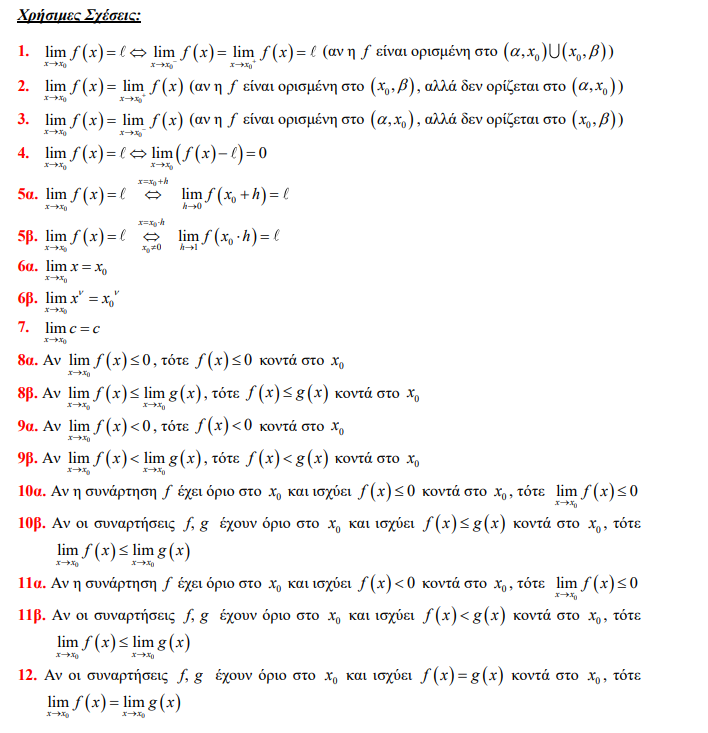 Χρήσιμες Σχέσεις:
1. lim_{x→x₀} f(x) = ℓ ⇔ lim_{x→x₀⁻} f(x) = lim_{x→x₀⁺} f(x) = ℓ (αν η f είναι ορισμένη στο (α,x₀)⋃(x₀,β))
2. lim_{x→x₀} f(x) = lim_{x→x₀⁺} f(x) (αν η f είναι ορισμένη στο (x₀,β), αλλά δεν ορίζεται στο (α,x₀))
3. lim_{x→x₀} f(x) = lim_{x→x₀⁻} f(x) (αν η f είναι ορισμένη στο (α,x₀), αλλά δεν ορίζεται στο (x₀,β))
4. lim_{x→x₀} f(x) = ℓ ⇔ lim_{x→x₀} (f(x) − ℓ) = 0
5α. lim_{x→x₀} f(x) = ℓ ⇔^{x=x₀+h} lim_{h→0} f(x₀ + h) = ℓ
5β. lim_{x→x₀} f(x) = ℓ ⇔^{x=x₀·h}_{x₀≠0} lim_{h→1} f(x₀ · h) = ℓ
6α. lim_{x→x₀} x = x₀
6β. lim_{x→x₀} x^ν = x₀^ν
7. lim_{x→x₀} c = c
8α. Αν lim_{x→x₀} f(x) ≤ 0, τότε f(x) ≤ 0 κοντά στο x₀
8β. Αν lim_{x→x₀} f(x) ≤ lim_{x→x₀} g(x), τότε f(x) ≤ g(x) κοντά στο x₀
9α. Αν lim_{x→x₀} f(x) < 0, τότε f(x) < 0 κοντά στο x₀
9β. Αν lim_{x→x₀} f(x) < lim_{x→x₀} g(x), τότε f(x) < g(x) κοντά στο x₀
10α. Αν η συνάρτηση f έχει όριο στο x₀ και ισχύει f(x) ≤ 0 κοντά στο x₀, τότε lim_{x→x₀} f(x) ≤ 0
10β. Αν οι συναρτήσεις f, g έχουν όριο στο x₀ και ισχύει f(x) ≤ g(x) κοντά στο x₀, τότε
lim_{x→x₀} f(x) ≤ lim_{x→x₀} g(x)
11α. Αν η συνάρτηση f έχει όριο στο x₀ και ισχύει f(x) < 0 κοντά στο x₀, τότε lim_{x→x₀} f(x) ≤ 0
11β. Αν οι συναρτήσεις f, g έχουν όριο στο x₀ και ισχύει f(x) < g(x) κοντά στο x₀, τότε
lim_{x→x₀} f(x) ≤ lim_{x→x₀} g(x)
12. Αν οι συναρτήσεις f, g έχουν όριο στο x₀ και ισχύει f(x) = g(x) κοντά στο x₀, τότε
lim_{x→x₀} f(x) = lim_{x→x₀} g(x)